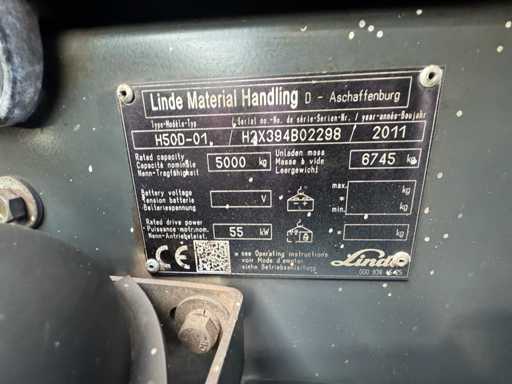 Linde Material Handling D - Aschaffenburg
Type-Modèle-Typ / Serial no.-No. de série-Serien-Nr. / year-année-Baujahr
H50D-01 / H2X394B02298 / 2011
Rated capacity
Capacité nominale 5000 kg
Nenn-Tragfähigkeit
Unladen mass
Masse à vide 6745 kg
Leergewicht
Battery voltage
Tension batterie V
Batteriespannung
max. kg
min. kg
Rated drive power
Puissance motr.nom. 55 kW
Nenn-Antriebsleist.
CE
* see Operating instructions
voir Mode d'emploi
siehe Betriebsanleitung
Linde